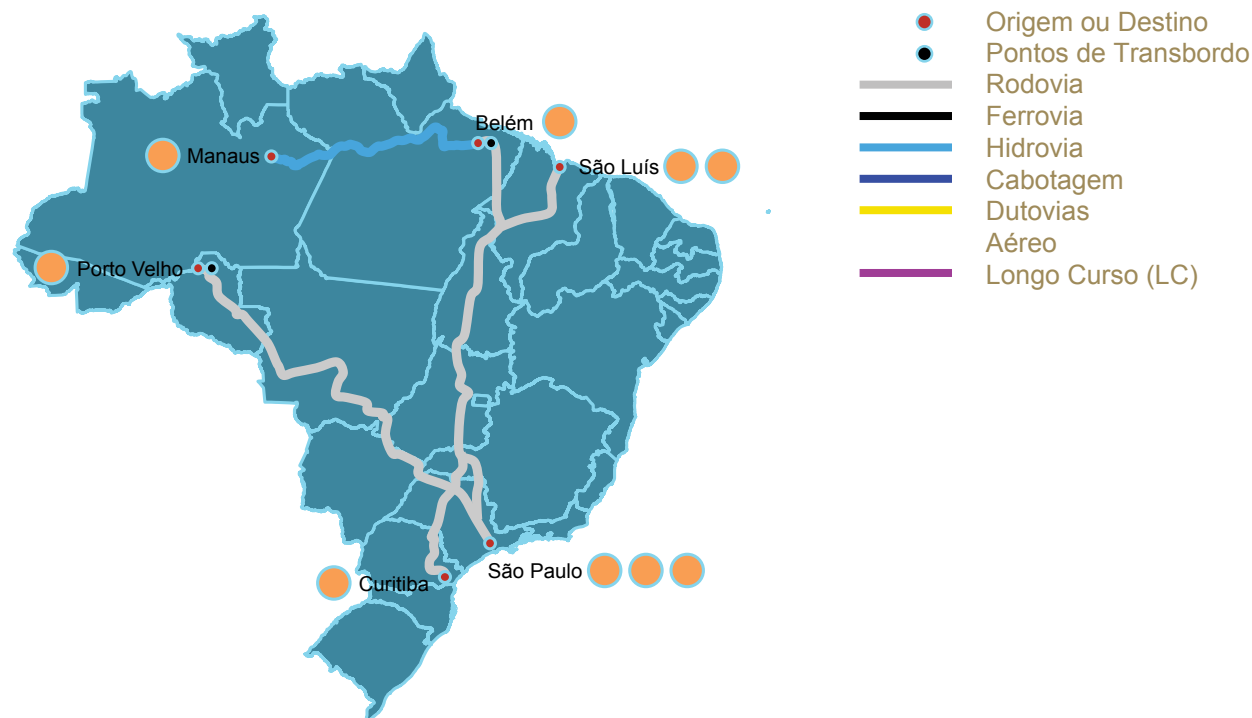 Origem ou Destino
Pontos de Transbordo
Rodovia
Ferrovia
Hidrovia
Cabotagem
Dutovias
Aéreo
Longo Curso (LC)
Belém
Manaus
São Luís
Porto Velho
São Paulo
Curitiba